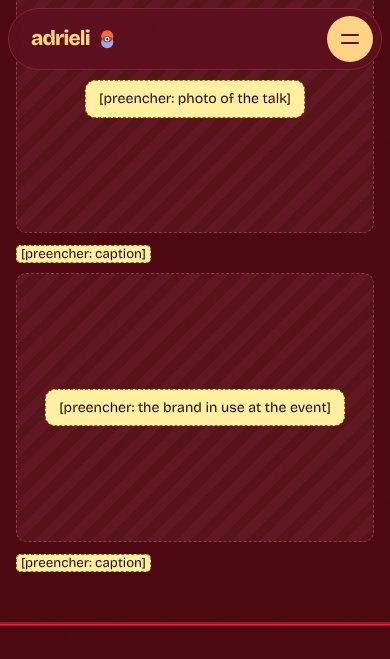 adrieli
[preencher: photo of the talk]
[preencher: caption]
[preencher: the brand in use at the event]
[preencher: caption]